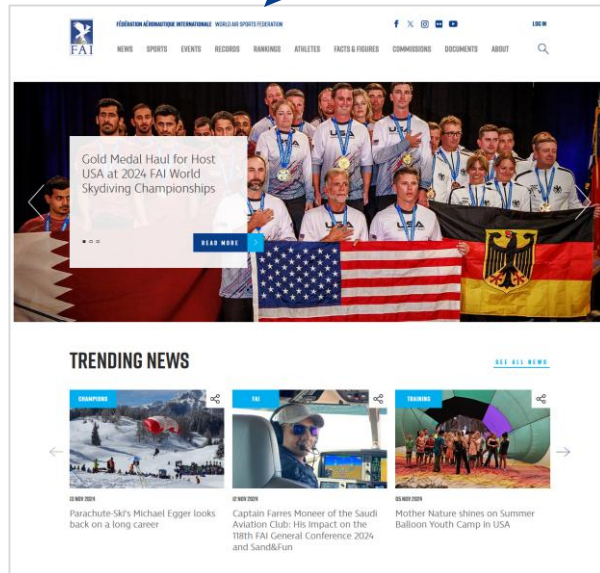 FÉDÉRATION AÉRONAUTIQUE INTERNATIONALE WORLD AIR SPORTS FEDERATION
LOG IN
FAI
NEWS SPORTS EVENTS RECORDS RANKINGS ATHLETES FACTS & FIGURES COMMISSIONS DOCUMENTS ABOUT
USA
USA
USA
Gold Medal Haul for Host
USA at 2024 FAI World
Skydiving Championships
READ MORE
TRENDING NEWS
SEE ALL NEWS
CHAMPIONS
FAI
TRAINING
13 NOV 2024
12 NOV 2024
05 NOV 2024
Parachute-Ski's Michael Egger looks
back on a long career
Captain Farres Moneer of the Saudi
Aviation Club: His Impact on the
118th FAI General Conference 2024
and Sand&Fun
Mother Nature shines on Summer
Balloon Youth Camp in USA